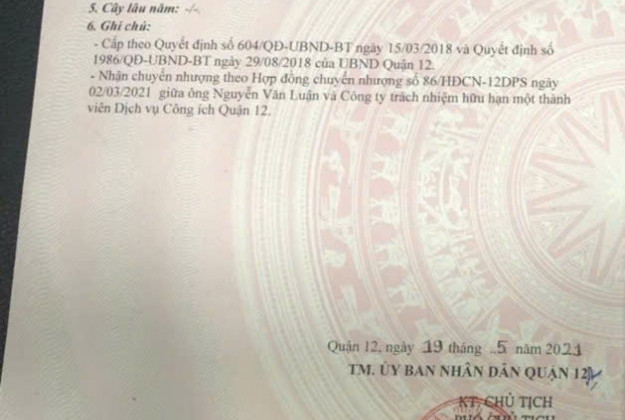 5. Cây lâu năm: -/-
6. Ghi chú:
- Cấp theo Quyết định số 604/QĐ-UBND-BT ngày 15/03/2018 và Quyết định số
1986/QĐ-UBND-BT ngày 29/08/2018 của UBND Quận 12.
- Nhận chuyển nhượng theo Hợp đồng chuyển nhượng số 86/HĐCN-12DPS ngày
02/03/2021 giữa ông Nguyễn Văn Luận và Công ty trách nhiệm hữu hạn một thành
viên Dịch vụ Công ích Quận 12.
Quận 12, ngày 19 tháng .5 năm 2021
TM. ỦY BAN NHÂN DÂN QUẬN 12
KT. CHỦ TỊCH
PHÓ CHỦ TỊCH